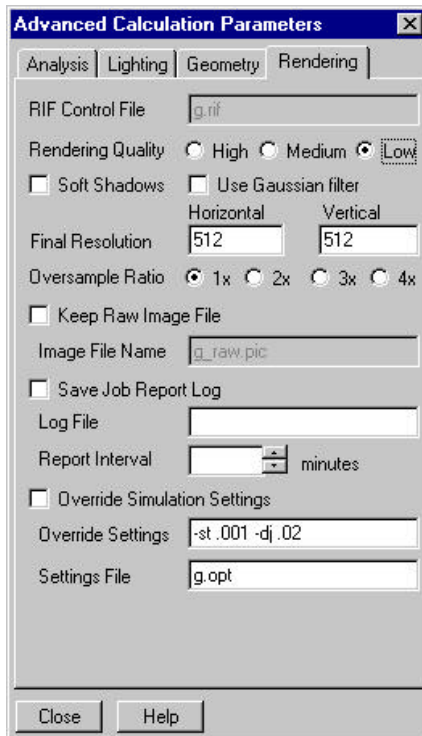 Advanced Calculation Parameters
Analysis Lighting Geometry Rendering
RIF Control File g.rif
Rendering Quality High Medium Low
Soft Shadows Use Gaussian filter
Horizontal Vertical
Final Resolution 512 512
Oversample Ratio 1x 2x 3x 4x
Keep Raw Image File
Image File Name g_raw.pic
Save Job Report Log
Log File
Report Interval minutes
Override Simulation Settings
Override Settings -st .001 -dj .02
Settings File g.opt
Close Help